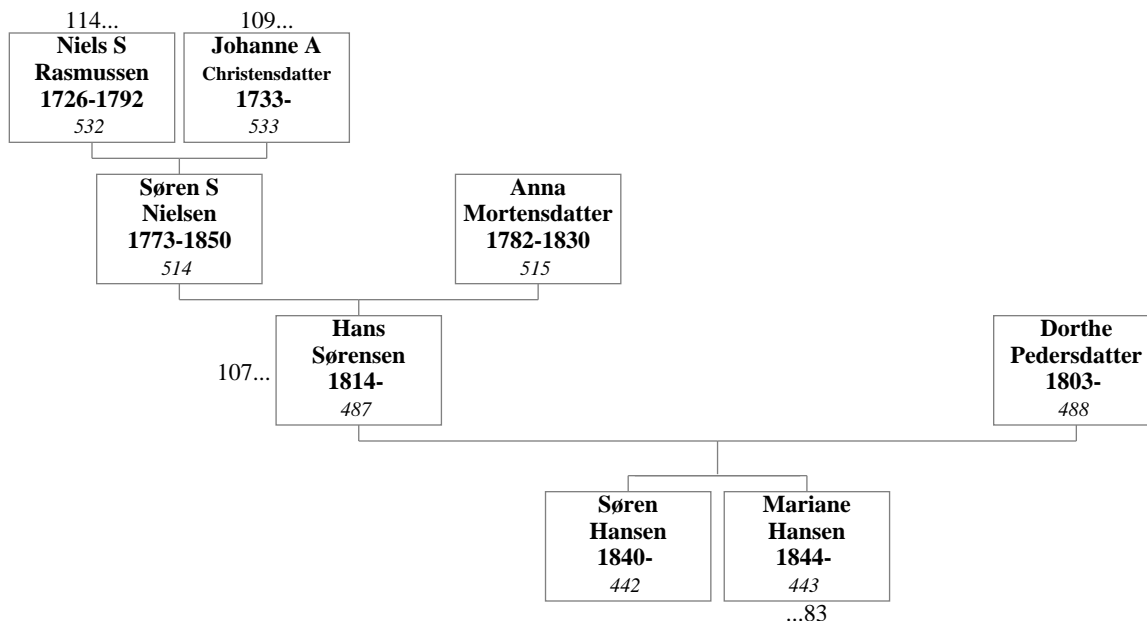 114...
Niels S
Rasmussen
1726-1792
532
109...
Johanne A
Christensdatter
1733-
533
Søren S
Nielsen
1773-1850
514
Anna
Mortensdatter
1782-1830
515
107...
Hans
Sørensen
1814-
487
Dorthe
Pedersdatter
1803-
488
Søren
Hansen
1840-
442
Mariane
Hansen
1844-
443
...83